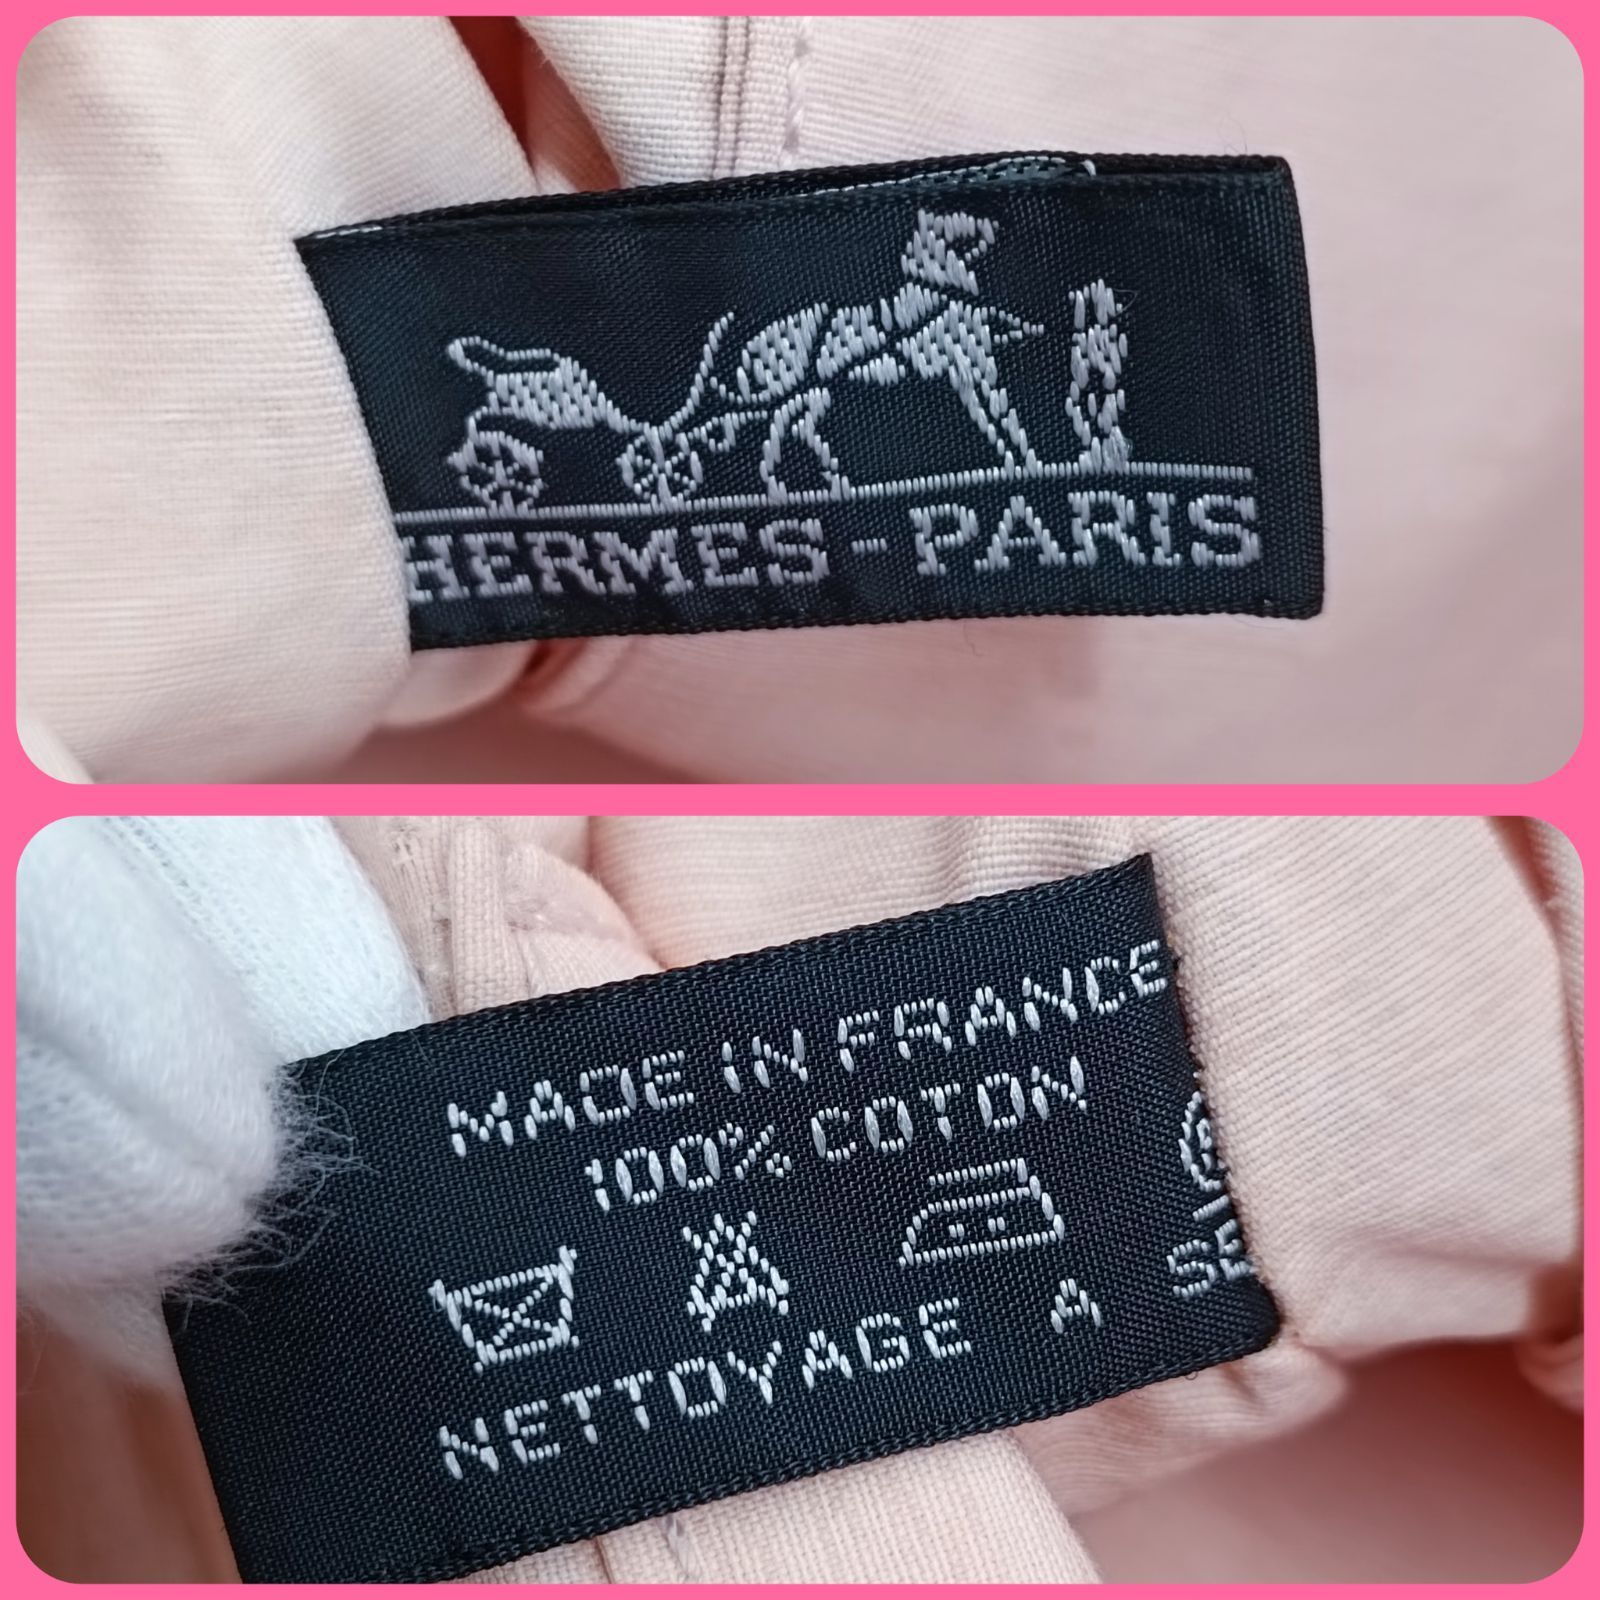 HERMES-PARIS
MADE IN FRANCE
100% COTON
NETTOYAGE A